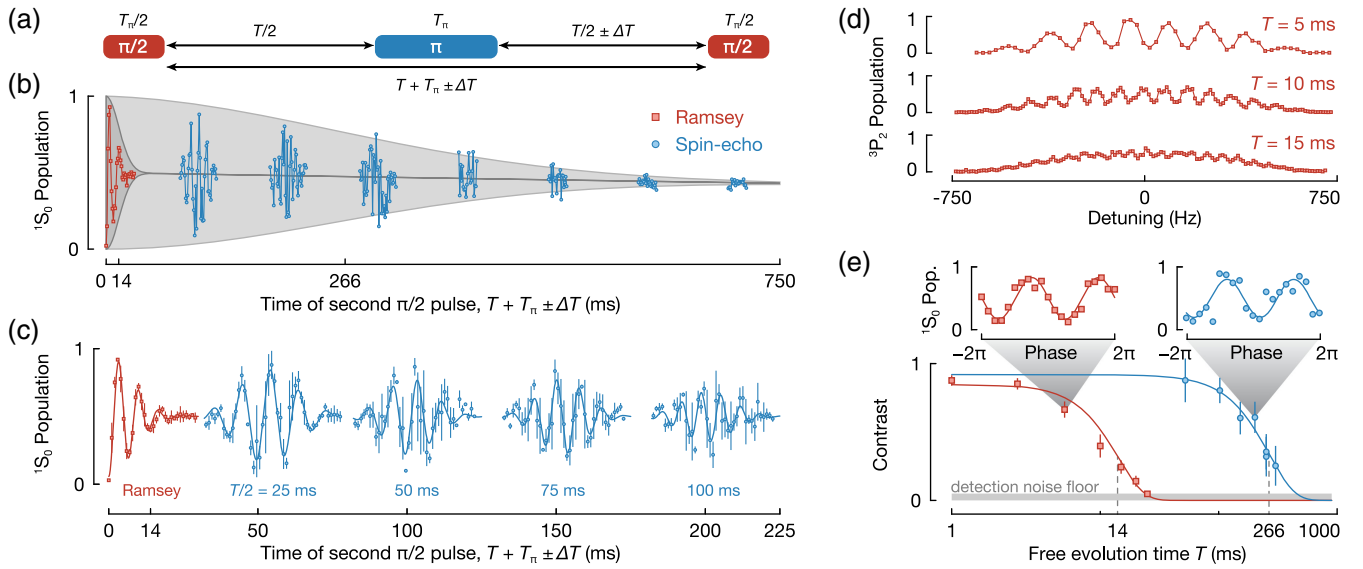 (a)
Tπ/2
T/2
Tπ
T/2 ± ΔT
Tπ/2
π/2
π
π/2
T + Tπ ± ΔT
(b)
1
¹S₀ Population
0
Ramsey
Spin-echo
0 14 266 750
Time of second π/2 pulse, T + Tπ ± ΔT (ms)
(c)
1
¹S₀ Population
0
Ramsey
T/2 = 25 ms
50 ms
75 ms
100 ms
0 14 50 100 150 200 225
Time of second π/2 pulse, T + Tπ ± ΔT (ms)
(d)
³P₂ Population
1
0
T = 5 ms
1
0
T = 10 ms
1
0
T = 15 ms
-750 0 750
Detuning (Hz)
(e)
¹S₀ Pop.
1
0
−2π Phase 2π
1
0
−2π Phase 2π
1
Contrast
0
detection noise floor
1 14 266 1000
Free evolution time T (ms)